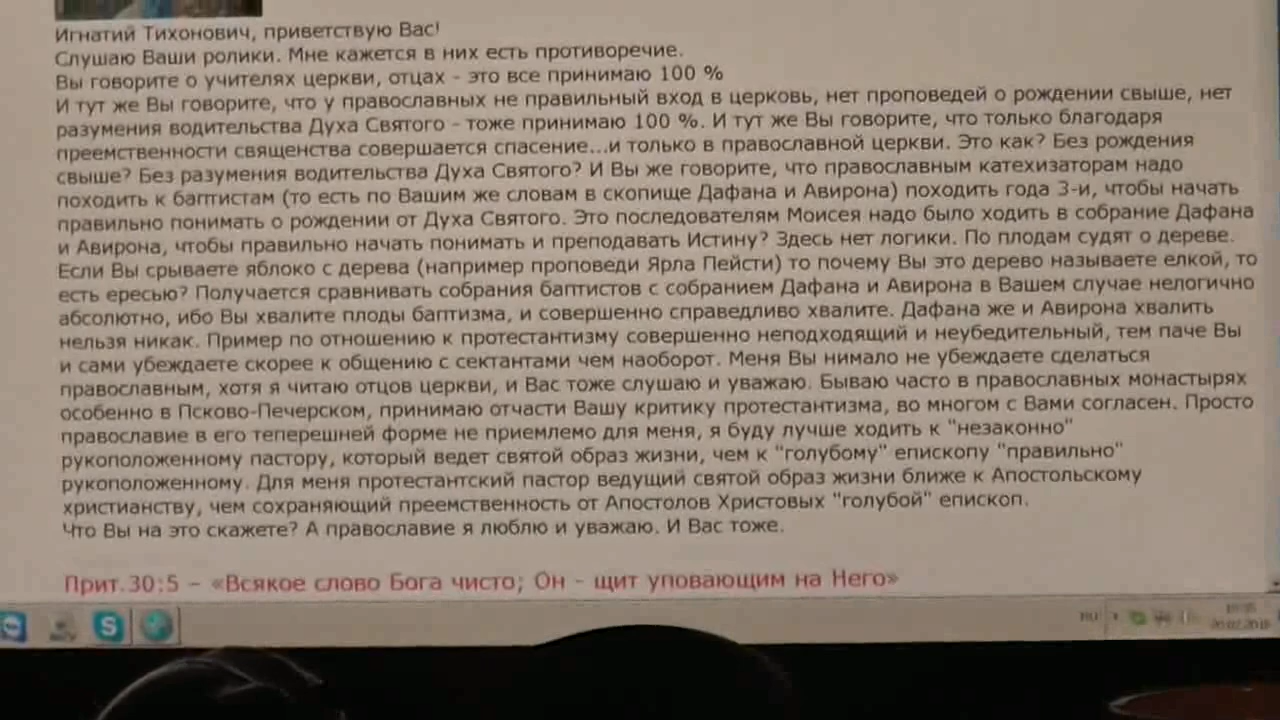 Игнатий Тихонович, приветствую Вас!
Слушаю Ваши ролики. Мне кажется в них есть противоречие.
Вы говорите о учителях церкви, отцах - это все принимаю 100 %
И тут же Вы говорите, что у православных не правильный вход в церковь, нет проповедей о рождении свыше, нет
разумения водительства Духа Святого - тоже принимаю 100 %. И тут же Вы говорите, что только благодаря
преемственности священства совершается спасение...и только в православной церкви. Это как? Без рождения
свыше? Без разумения водительства Духа Святого? И Вы же говорите, что православным катехизаторам надо
походить к баптистам (то есть по Вашим же словам в скопище Дафана и Авирона) походить года 3-и, чтобы начать
правильно понимать о рождении от Духа Святого. Это последователям Моисея надо было ходить в собрание Дафана
и Авирона, чтобы правильно начать понимать и преподавать Истину? Здесь нет логики. По плодам судят о дереве.
Если Вы срываете яблоко с дерева (например проповеди Ярла Пейсти) то почему Вы это дерево называете елкой, то
есть ересью? Получается сравнивать собрания баптистов с собранием Дафана и Авирона в Вашем случае нелогично
абсолютно, ибо Вы хвалите плоды баптизма, и совершенно справедливо хвалите. Дафана же и Авирона хвалить
нельзя никак. Пример по отношению к протестантизму совершенно неподходящий и неубедительный, тем паче Вы
и сами убеждаете скорее к общению с сектантами чем наоборот. Меня Вы нимало не убеждаете сделаться
православным, хотя я читаю отцов церкви, и Вас тоже слушаю и уважаю. Бываю часто в православных монастырях
особенно в Псково-Печерском, принимаю отчасти Вашу критику протестантизма, во многом с Вами согласен. Просто
православие в его теперешней форме не приемлемо для меня, я буду лучше ходить к "незаконно"
рукоположенному пастору, который ведет святой образ жизни, чем к "голубому" епископу "правильно"
рукоположенному. Для меня протестантский пастор ведущий святой образ жизни ближе к Апостольскому
христианству, чем сохраняющий преемственность от Апостолов Христовых "голубой" епископ.
Что Вы на это скажете? А православие я люблю и уважаю. И Вас тоже.
Прит.30:5 – «Всякое слово Бога чисто; Он - щит уповающим на Него»
RU